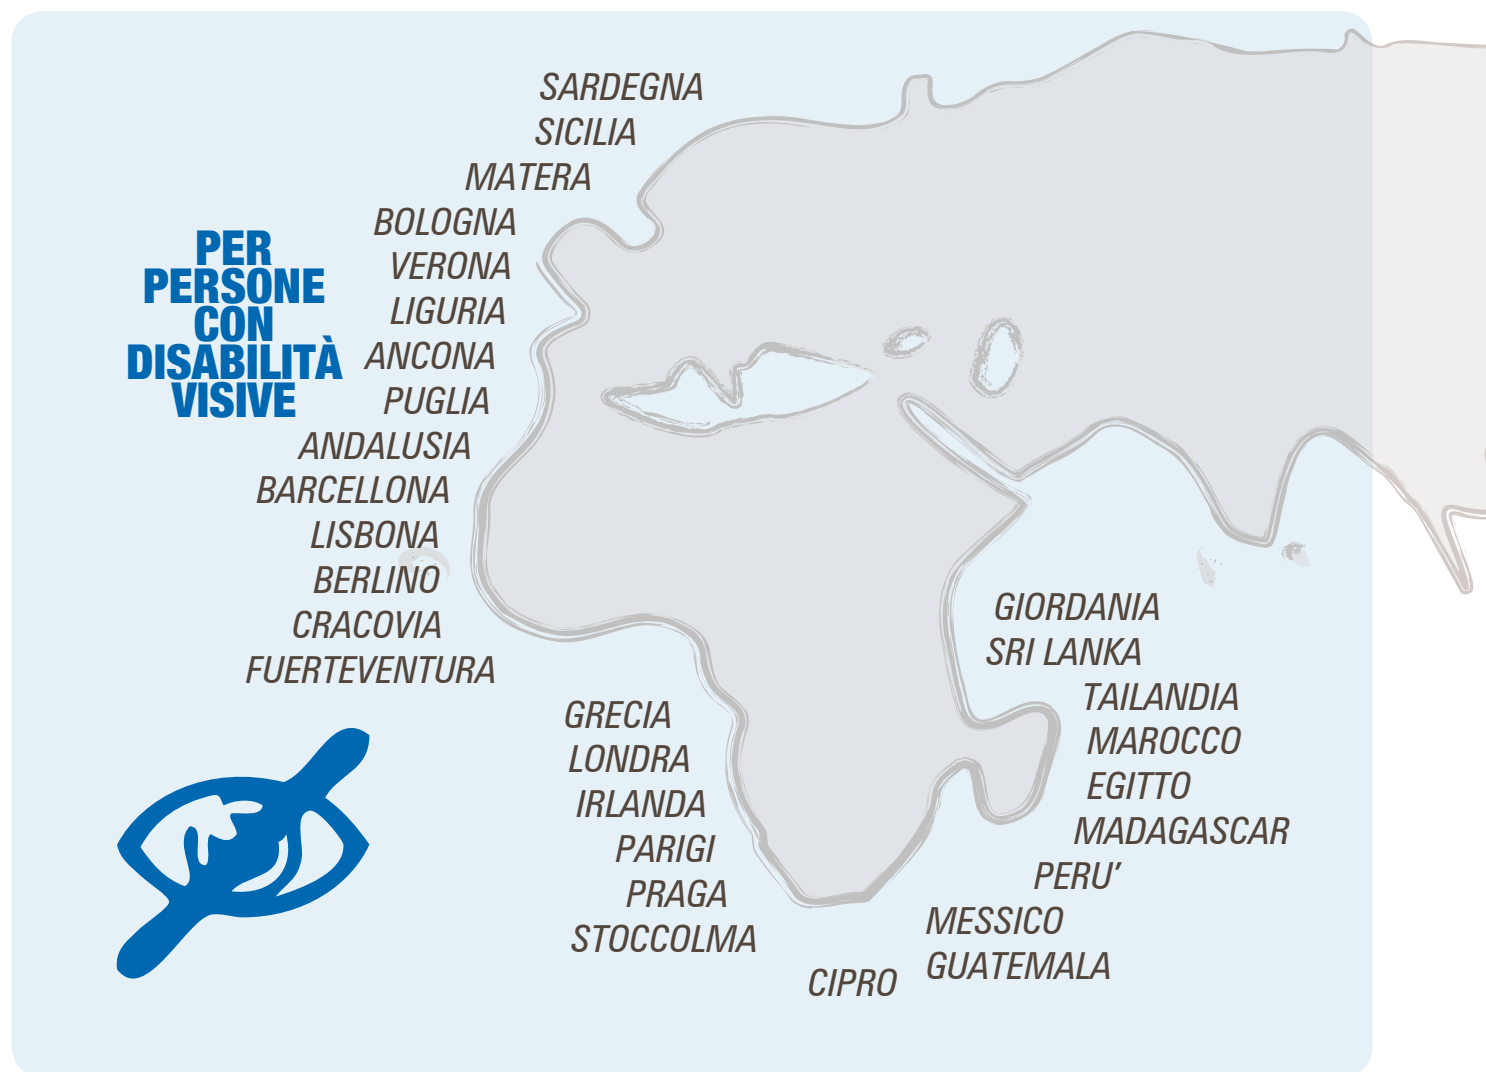 PER
PERSONE
CON
DISABILITÀ
VISIVE
SARDEGNA
SICILIA
MATERA
BOLOGNA
VERONA
LIGURIA
ANCONA
PUGLIA
ANDALUSIA
BARCELLONA
LISBONA
BERLINO
CRACOVIA
FUERTEVENTURA
GRECIA
LONDRA
IRLANDA
PARIGI
PRAGA
STOCCOLMA
CIPRO
GIORDANIA
SRI LANKA
TAILANDIA
MAROCCO
EGITTO
MADAGASCAR
PERU’
MESSICO
GUATEMALA